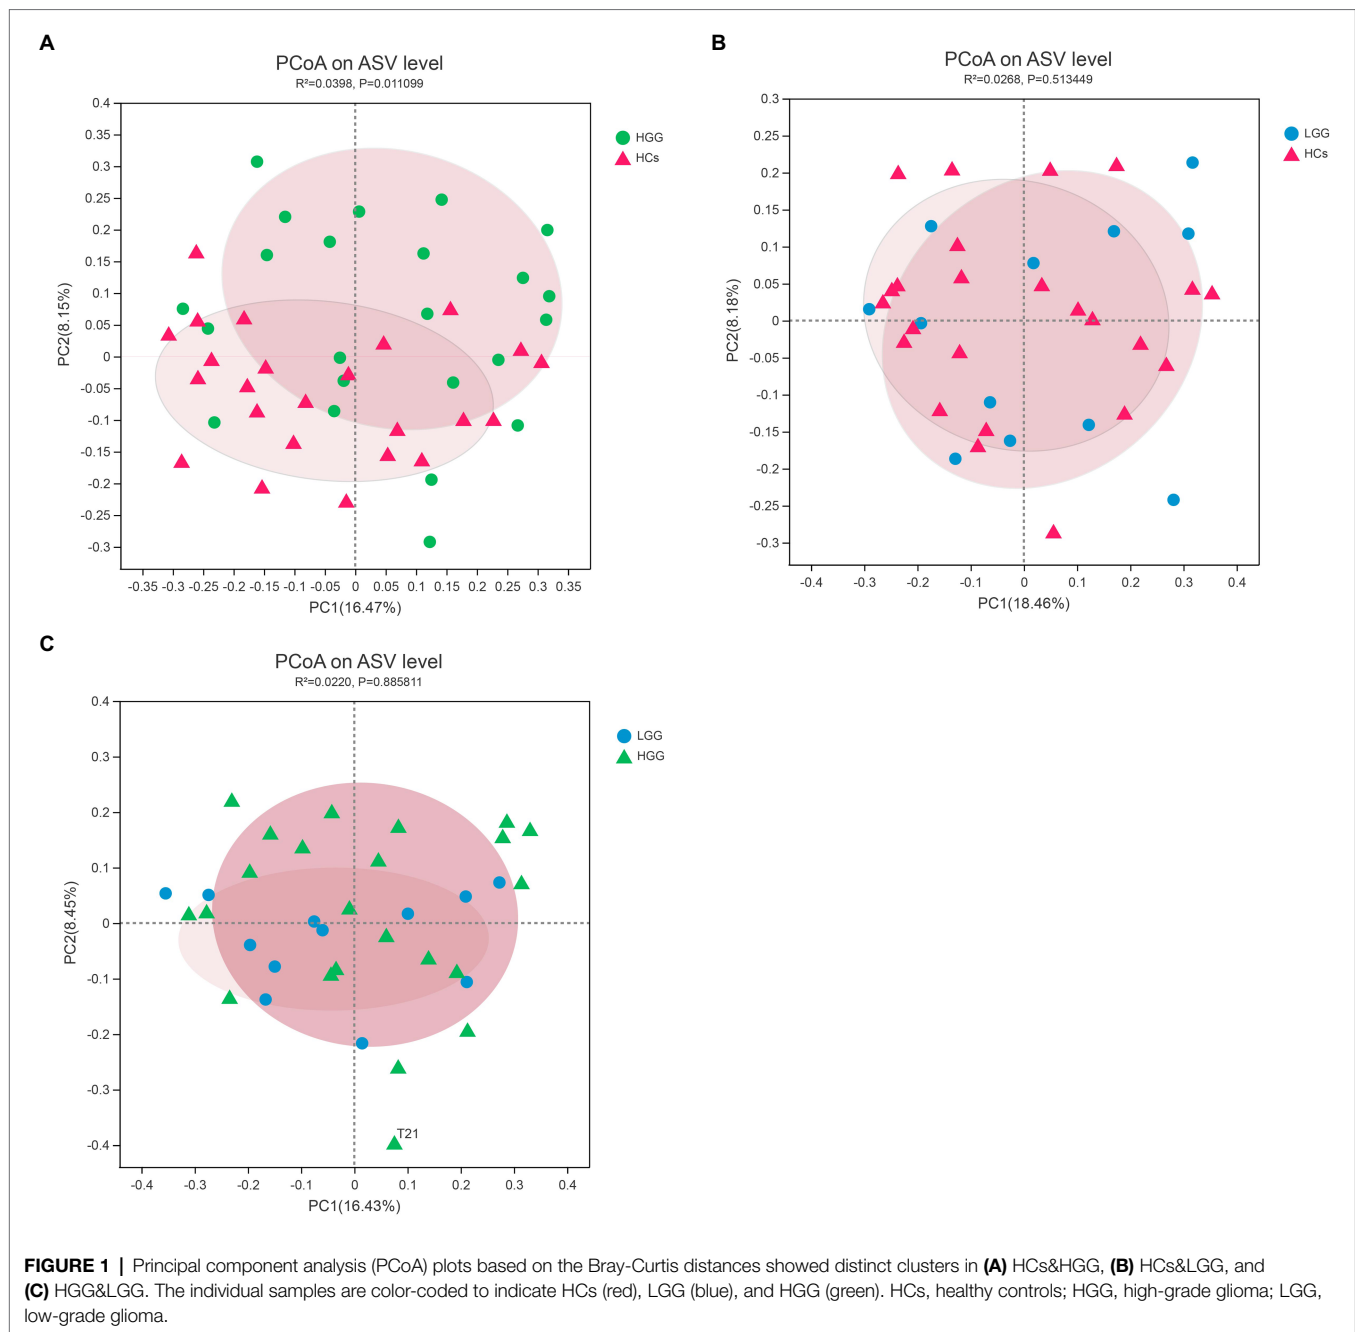 A
PCoA on ASV level
R²=0.0398, P=0.011099
0.4
0.35
0.3
0.25
0.2
0.15
0.1
0.05
0
-0.05
-0.1
-0.15
-0.2
-0.25
-0.3
PC2(8.15%)
-0.35 -0.3 -0.25 -0.2 -0.15 -0.1 -0.05 0 0.05 0.1 0.15 0.2 0.25 0.3 0.35
PC1(16.47%)
HGG
HCs
B
PCoA on ASV level
R²=0.0268, P=0.513449
0.3
0.25
0.2
0.15
0.1
0.05
0
-0.05
-0.1
-0.15
-0.2
-0.25
-0.3
PC2(8.18%)
-0.4 -0.3 -0.2 -0.1 0 0.1 0.2 0.3 0.4
PC1(18.46%)
LGG
HCs
C
PCoA on ASV level
R²=0.0220, P=0.885811
0.4
0.3
0.2
0.1
0
-0.1
-0.2
-0.3
-0.4
PC2(8.45%)
T21
-0.4 -0.3 -0.2 -0.1 0 0.1 0.2 0.3 0.4
PC1(16.43%)
LGG
HGG
FIGURE 1 | Principal component analysis (PCoA) plots based on the Bray-Curtis distances showed distinct clusters in (A) HCs&HGG, (B) HCs&LGG, and
(C) HGG&LGG. The individual samples are color-coded to indicate HCs (red), LGG (blue), and HGG (green). HCs, healthy controls; HGG, high-grade glioma; LGG,
low-grade glioma.